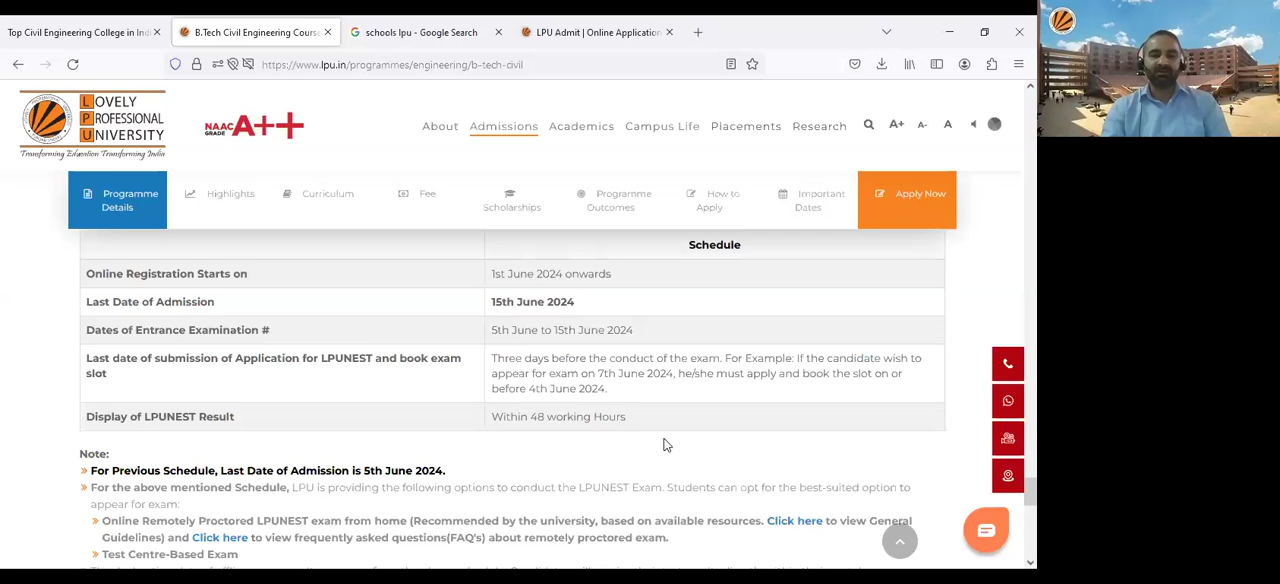 Top Civil Engineering College in Indi
B.Tech Civil Engineering Course
schools lpu - Google Search
LPU Admit | Online Application
https://www.lpu.in/programmes/engineering/b-tech-civil
LOVELY
PROFESSIONAL
UNIVERSITY
Transforming Education Transforming India
NAAC
GRADE
A++
About Admissions Academics Campus Life Placements Research A+ A- A
Programme Details
Highlights
Curriculum
Fee
Scholarships
Programme Outcomes
How to Apply
Important Dates
Apply Now
Schedule
Online Registration Starts on 1st June 2024 onwards
Last Date of Admission 15th June 2024
Dates of Entrance Examination # 5th June to 15th June 2024
Last date of submission of Application for LPUNEST and book exam
slot
Three days before the conduct of the exam. For Example: If the candidate wish to
appear for exam on 7th June 2024, he/she must apply and book the slot on or
before 4th June 2024.
Display of LPUNEST Result Within 48 working Hours
Note:
» For Previous Schedule, Last Date of Admission is 5th June 2024.
» For the above mentioned Schedule, LPU is providing the following options to conduct the LPUNEST Exam. Students can opt for the best-suited option to
appear for exam:
» Online Remotely Proctored LPUNEST exam from home (Recommended by the university, based on available resources. Click here to view General
Guidelines) and Click here to view frequently asked questions(FAQ's) about remotely proctored exam.
» Test Centre-Based Exam